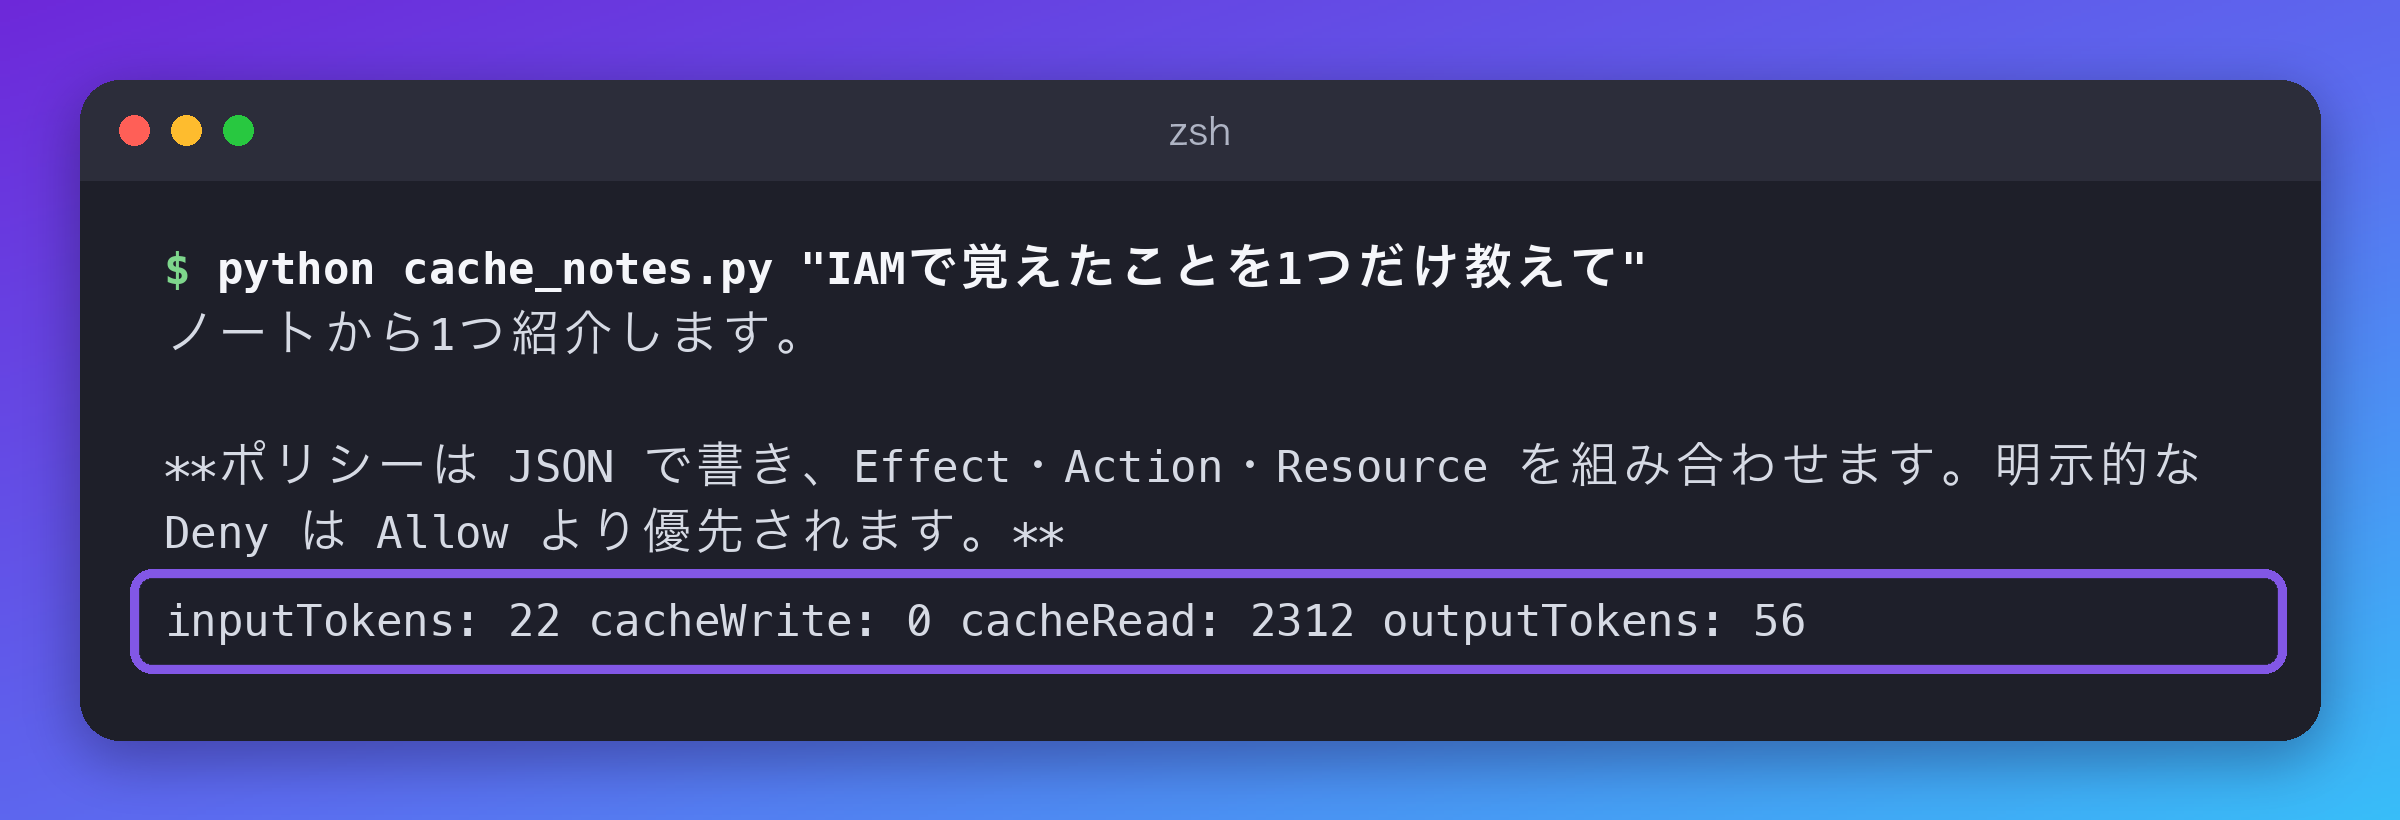 zsh
$ python cache_notes.py "IAMで覚えたことを1つだけ教えて"
ノートから1つ紹介します。
**ポリシーは JSON で書き、Effect・Action・Resource を組み合わせます。明示的な
Deny は Allow より優先されます。**
inputTokens: 22 cacheWrite: 0 cacheRead: 2312 outputTokens: 56